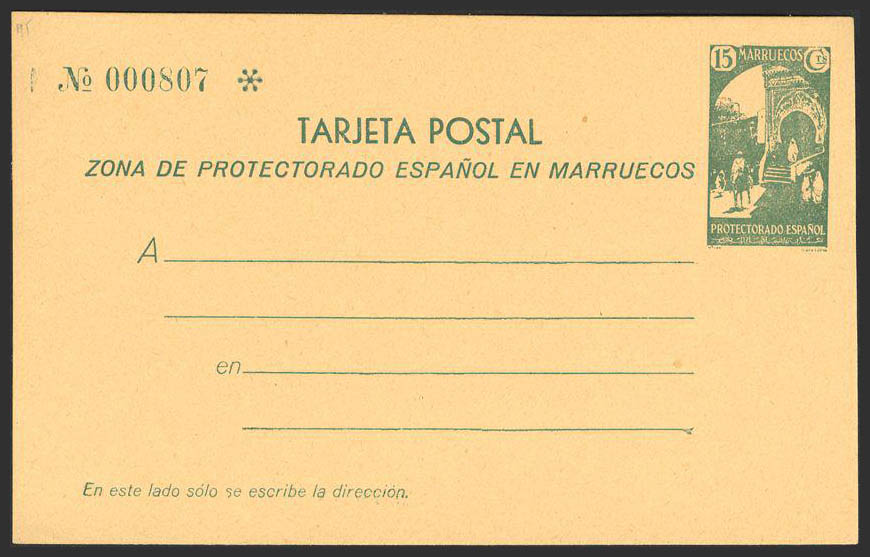 Nº 000807 *
15 MARRUECOS Cts
TARJETA POSTAL
ZONA DE PROTECTORADO ESPAÑOL EN MARRUECOS
PROTECTORADO ESPAÑOL
A
en
En este lado sólo se escribe la dirección.